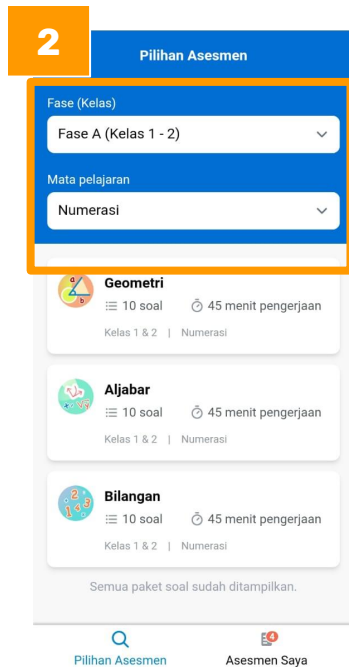 2
Pilihan Asesmen
Fase (Kelas)
Fase A (Kelas 1 - 2)
Mata pelajaran
Numerasi
Geometri
10 soal 45 menit pengerjaan
Kelas 1 & 2 | Numerasi
Aljabar
10 soal 45 menit pengerjaan
Kelas 1 & 2 | Numerasi
Bilangan
10 soal 45 menit pengerjaan
Kelas 1 & 2 | Numerasi
Semua paket soal sudah ditampilkan.
4
Pilihan Asesmen Asesmen Saya